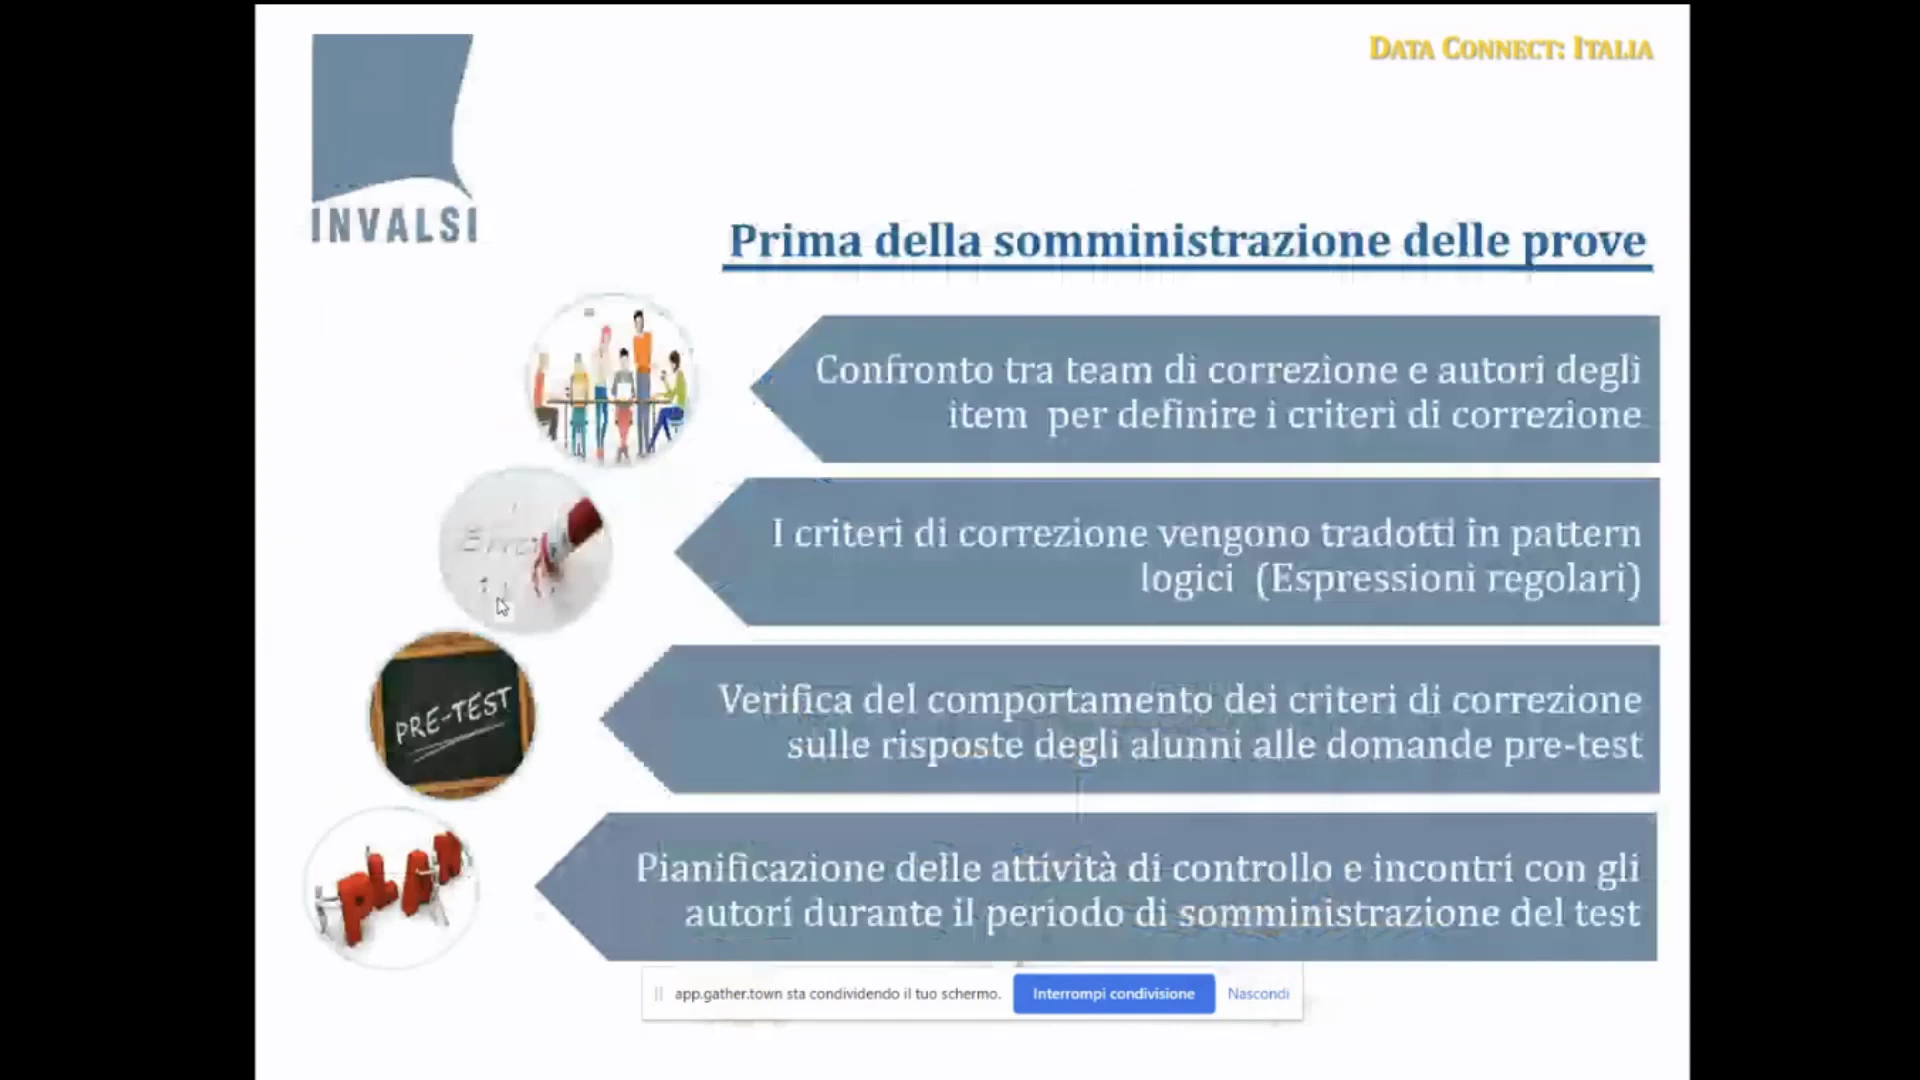 DATA CONNECT: ITALIA
INVALSI
Prima della somministrazione delle prove
Confronto tra team di correzione e autori degli
item per definire i criteri di correzione
I criteri di correzione vengono tradotti in pattern
logici (Espressioni regolari)
PRE-TEST
Verifica del comportamento dei criteri di correzione
sulle risposte degli alunni alle domande pre-test
PLAN
Pianificazione delle attività di controllo e incontri con gli
autori durante il periodo di somministrazione del test
app.gather.town sta condividendo il tuo schermo.
Interrompi condivisione
Nascondi